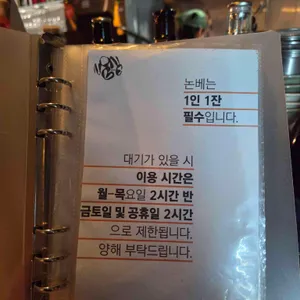 논베는
1인 1잔
필수입니다.
대기가 있을 시
이용 시간은
월-목요일 2시간 반
금토일 및 공휴일 2시간
으로 제한됩니다.
양해 부탁드립니다.